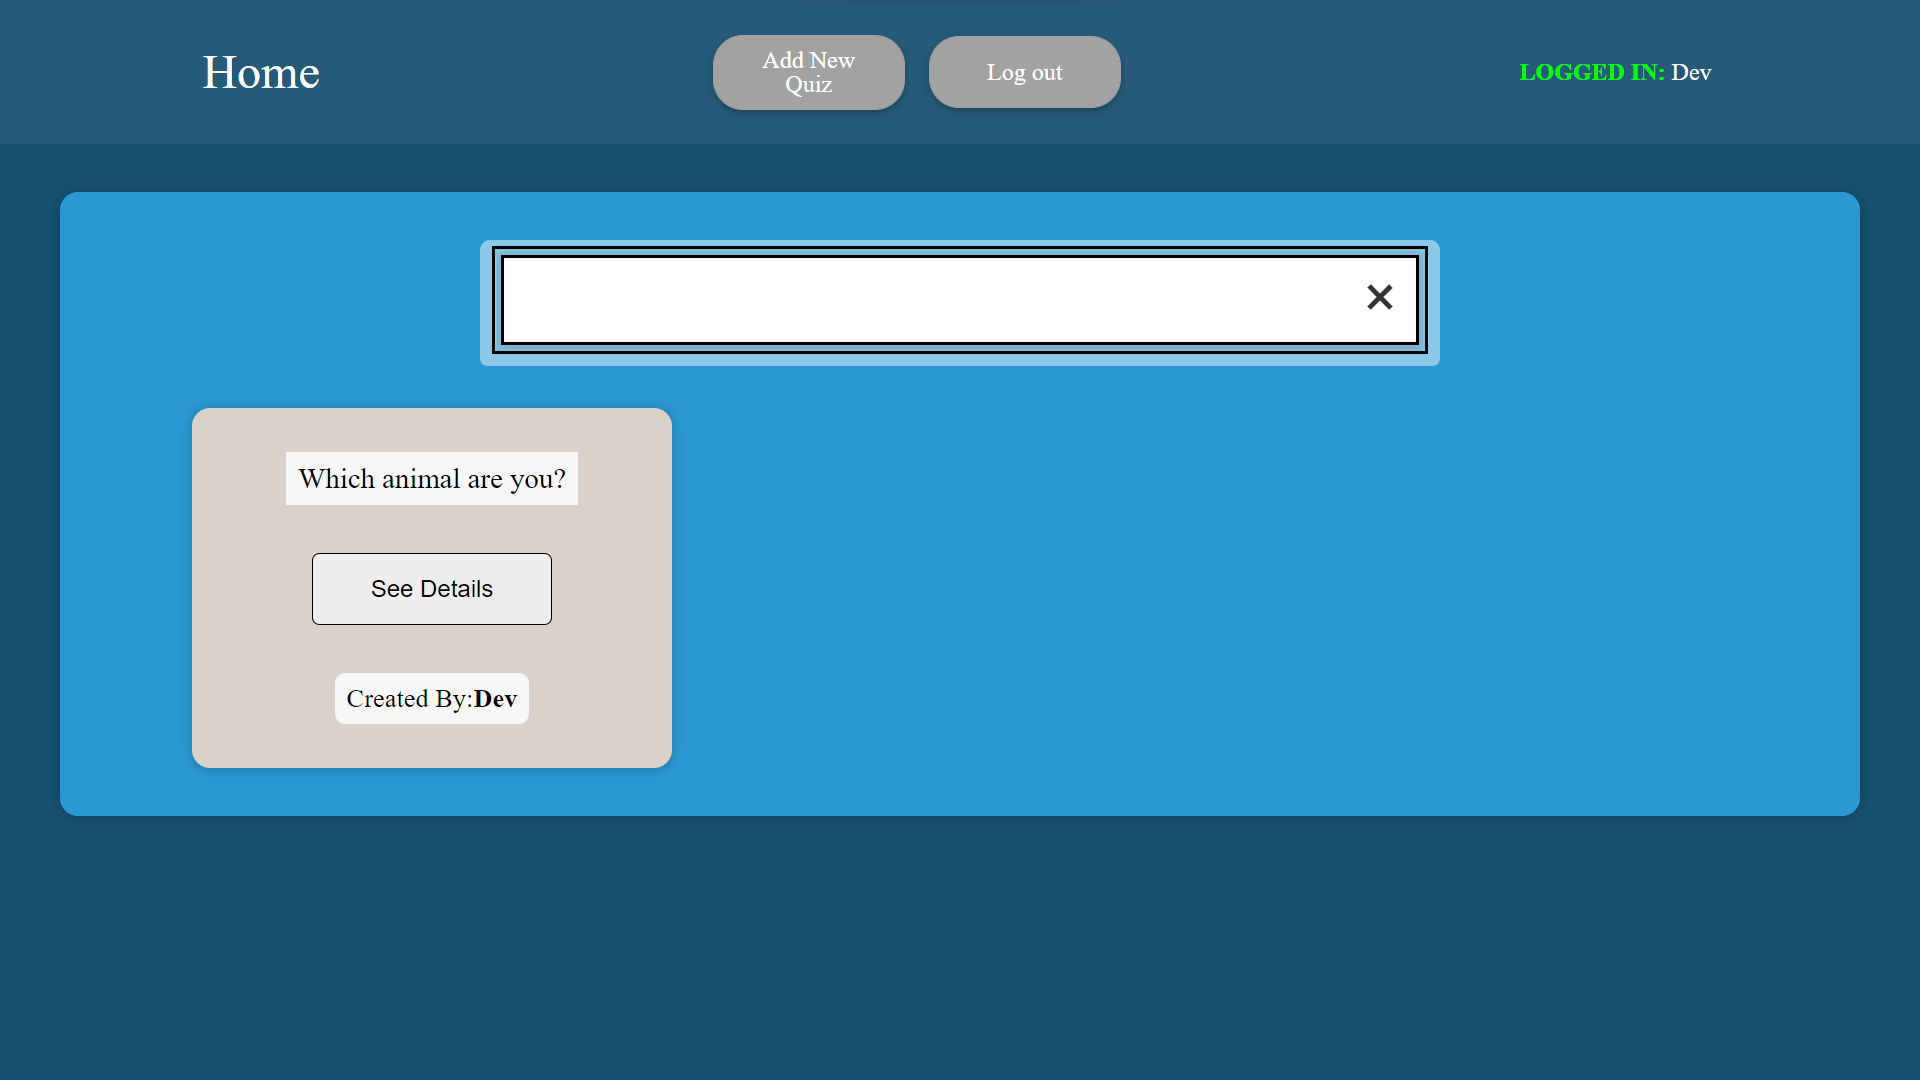 Home
Add New
Quiz
Log out
LOGGED IN: Dev
Which animal are you?
See Details
Created By:Dev